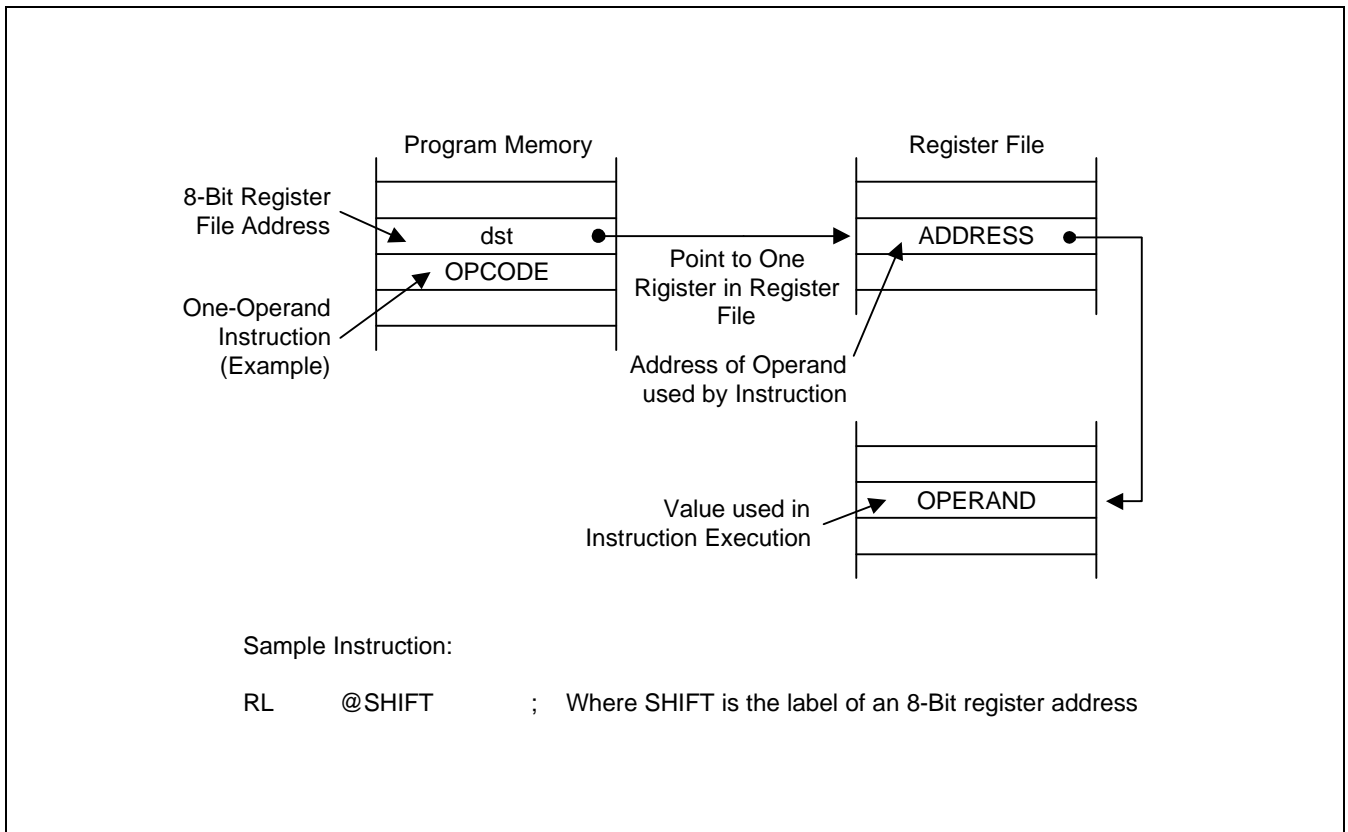 Program Memory
Register File
8-Bit Register
File Address
dst
ADDRESS
OPCODE
Point to One
Rigister in Register
File
One-Operand
Instruction
(Example)
Address of Operand
used by Instruction
Value used in
Instruction Execution
OPERAND
Sample Instruction:
RL @SHIFT ; Where SHIFT is the label of an 8-Bit register address